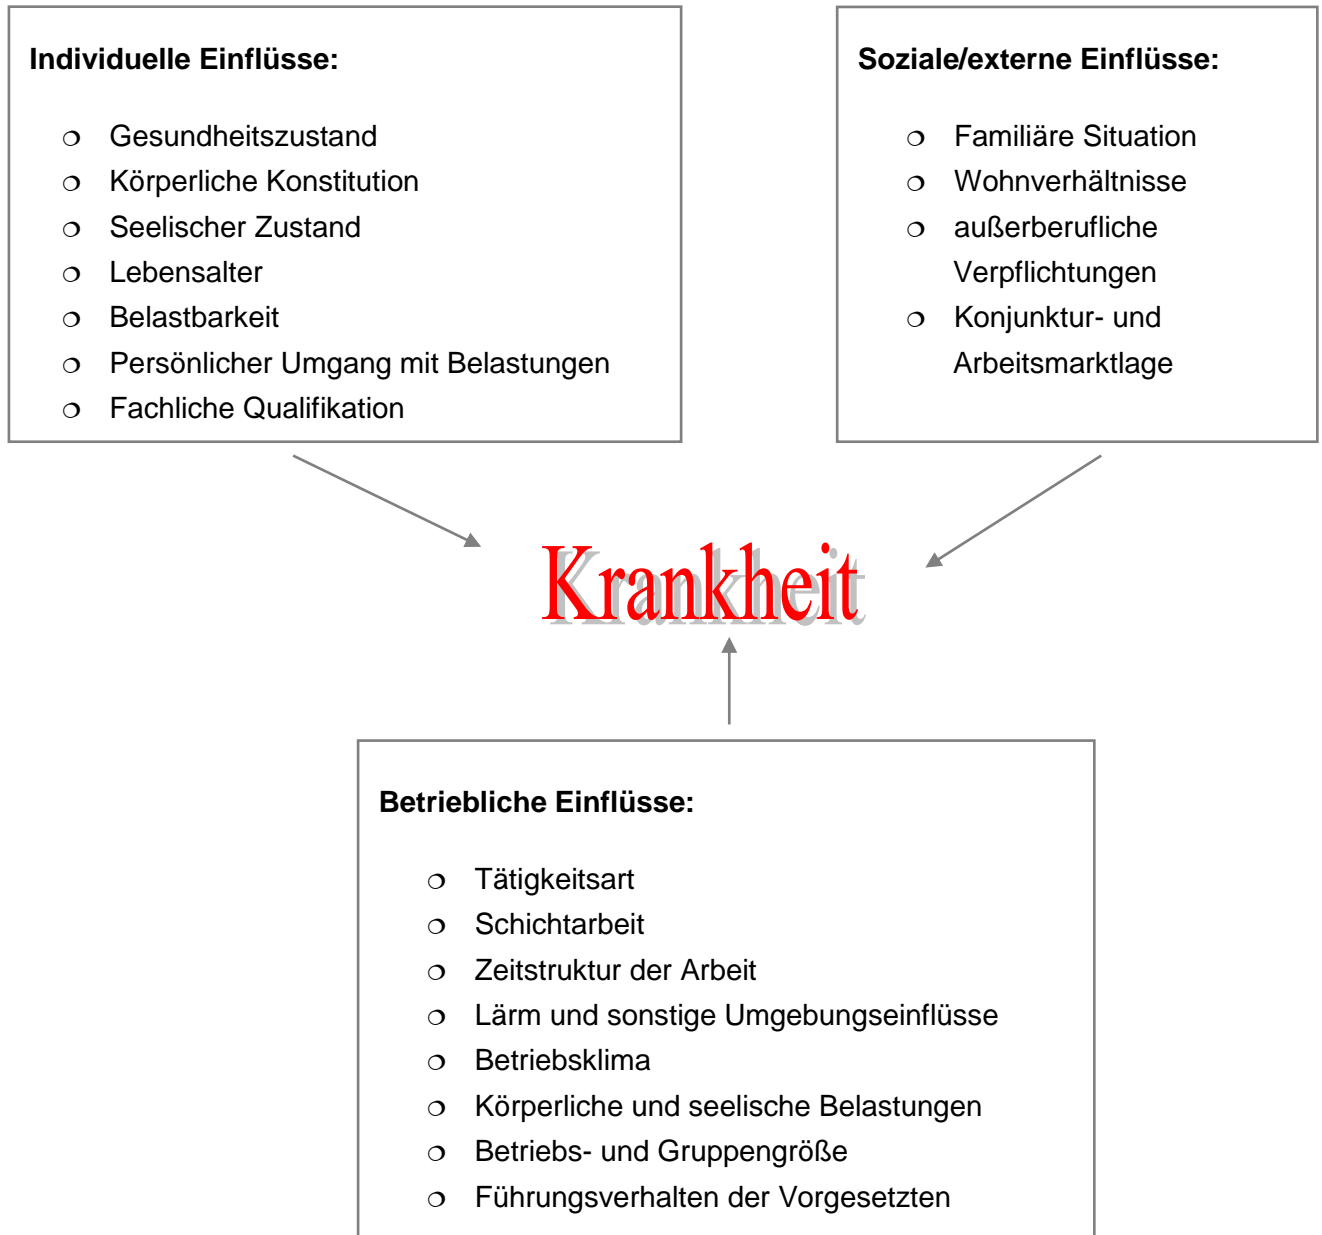 Individuelle Einflüsse:
❍ Gesundheitszustand
❍ Körperliche Konstitution
❍ Seelischer Zustand
❍ Lebensalter
❍ Belastbarkeit
❍ Persönlicher Umgang mit Belastungen
❍ Fachliche Qualifikation
Soziale/externe Einflüsse:
❍ Familiäre Situation
❍ Wohnverhältnisse
❍ außerberufliche
Verpflichtungen
❍ Konjunktur- und
Arbeitsmarktlage
Krankheit
Betriebliche Einflüsse:
❍ Tätigkeitsart
❍ Schichtarbeit
❍ Zeitstruktur der Arbeit
❍ Lärm und sonstige Umgebungseinflüsse
❍ Betriebsklima
❍ Körperliche und seelische Belastungen
❍ Betriebs- und Gruppengröße
❍ Führungsverhalten der Vorgesetzten